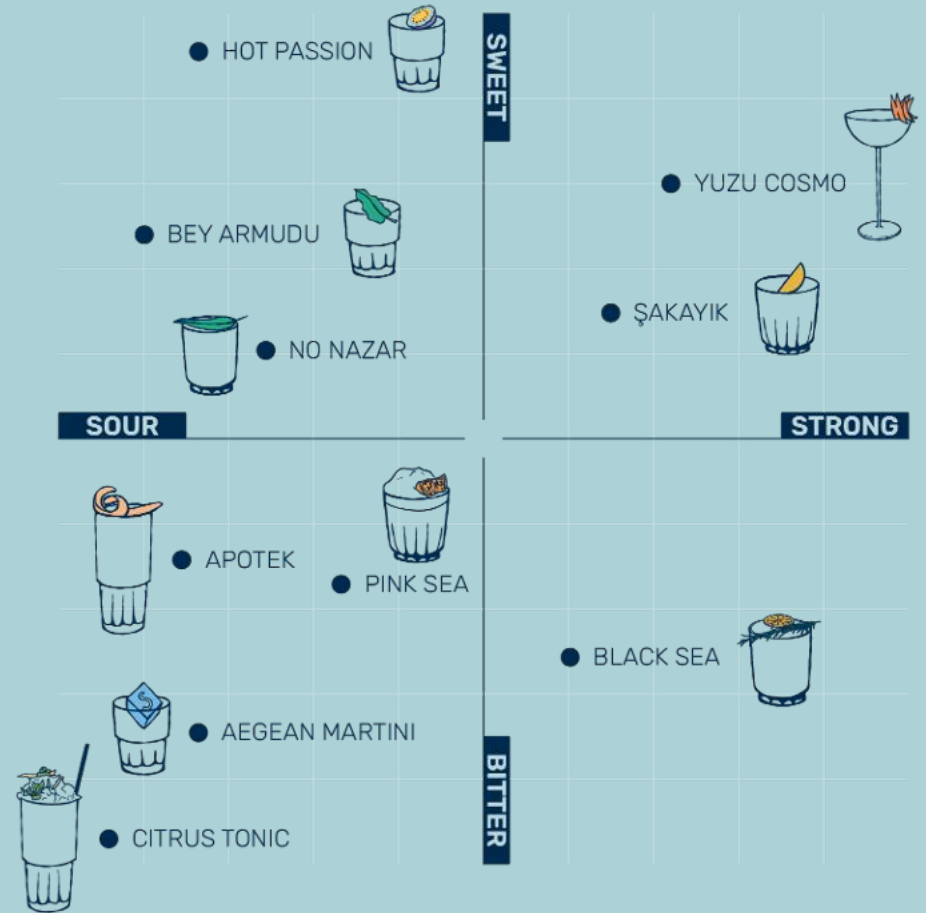 HOT PASSION
SWEET
YUZU COSMO
BEY ARMUDU
ŞAKAYIK
NO NAZAR
SOUR
STRONG
APOTEK
PINK SEA
BLACK SEA
AEGEAN MARTINI
BITTER
CITRUS TONIC